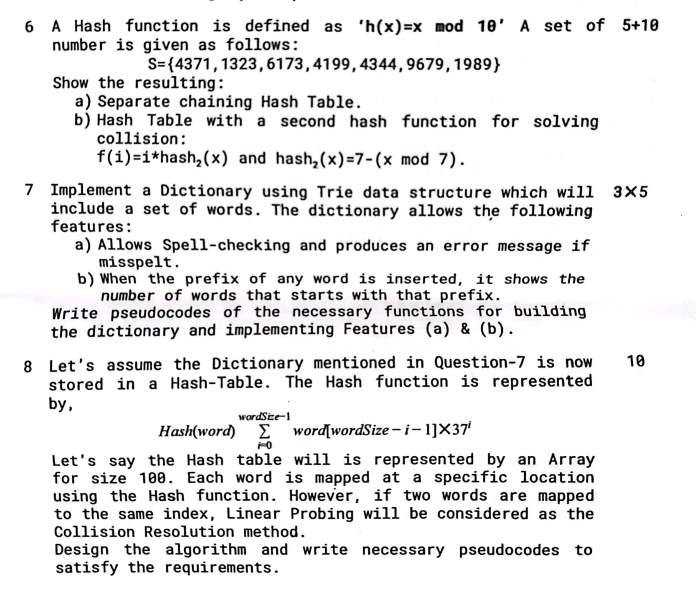 6 A Hash function is defined as 'h(x)=x mod 10' A set of 5+10
number is given as follows:
S={4371,1323,6173,4199,4344,9679,1989}
Show the resulting:
a) Separate chaining Hash Table.
b) Hash Table with a second hash function for solving
collision:
f(i)=i*hash₂(x) and hash₂(x)=7-(x mod 7).
7 Implement a Dictionary using Trie data structure which will 3X5
include a set of words. The dictionary allows the following
features:
a) Allows Spell-checking and produces an error message if
misspelt.
b) When the prefix of any word is inserted, it shows the
number of words that starts with that prefix.
Write pseudocodes of the necessary functions for building
the dictionary and implementing Features (a) & (b).
8 Let's assume the Dictionary mentioned in Question-7 is now 10
stored in a Hash-Table. The Hash function is represented
by,
wordSize-1
Hash(word) Σ word[wordSize-i-1]X37ⁱ
i=0
Let's say the Hash table will is represented by an Array
for size 100. Each word is mapped at a specific location
using the Hash function. However, if two words are mapped
to the same index, Linear Probing will be considered as the
Collision Resolution method.
Design the algorithm and write necessary pseudocodes to
satisfy the requirements.